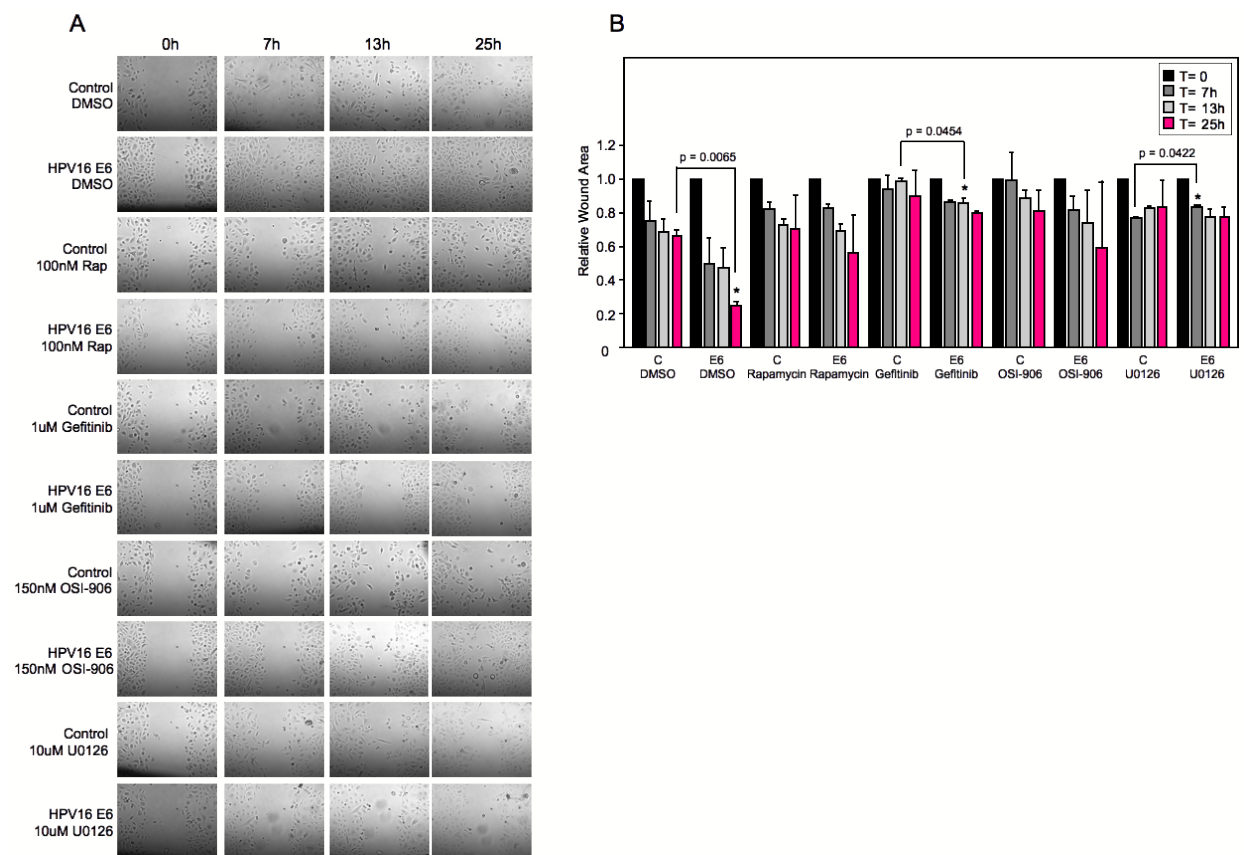 A
0h 7h 13h 25h
Control
DMSO
HPV16 E6
DMSO
Control
100nM Rap
HPV16 E6
100nM Rap
Control
1uM Gefitinib
HPV16 E6
1uM Gefitinib
Control
150nM OSI-906
HPV16 E6
150nM OSI-906
Control
10uM U0126
HPV16 E6
10uM U0126
B
T= 0
T= 7h
T= 13h
T= 25h
p = 0.0065
p = 0.0454
p = 0.0422
* * *
Relative Wound Area
1.2
1.0
0.8
0.6
0.4
0.2
0
C E6 C E6 C E6 C E6 C E6
DMSO DMSO Rapamycin Rapamycin Gefitinib Gefitinib OSI-906 OSI-906 U0126 U0126